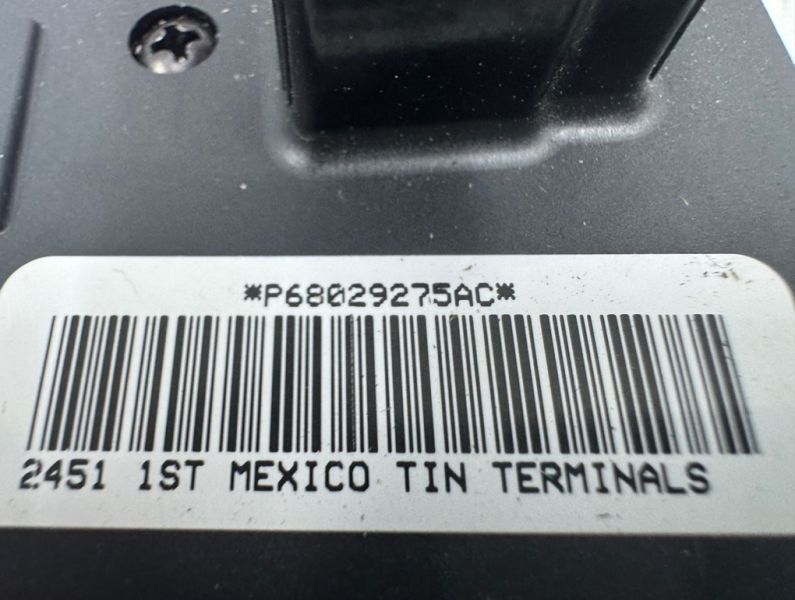 *P68029275AC*
2451 1ST MEXICO TIN TERMINALS